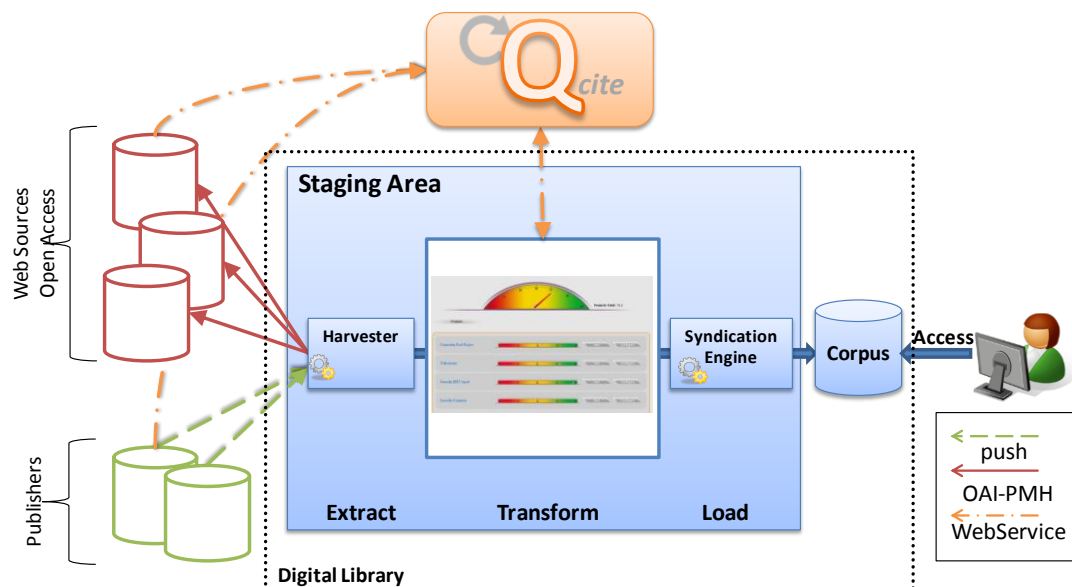 Q
cite
Web Sources
Open Access
Publishers
Staging Area
Harvester
Syndication
Engine
Corpus
Access
Extract
Transform
Load
Digital Library
push
OAI-PMH
WebService